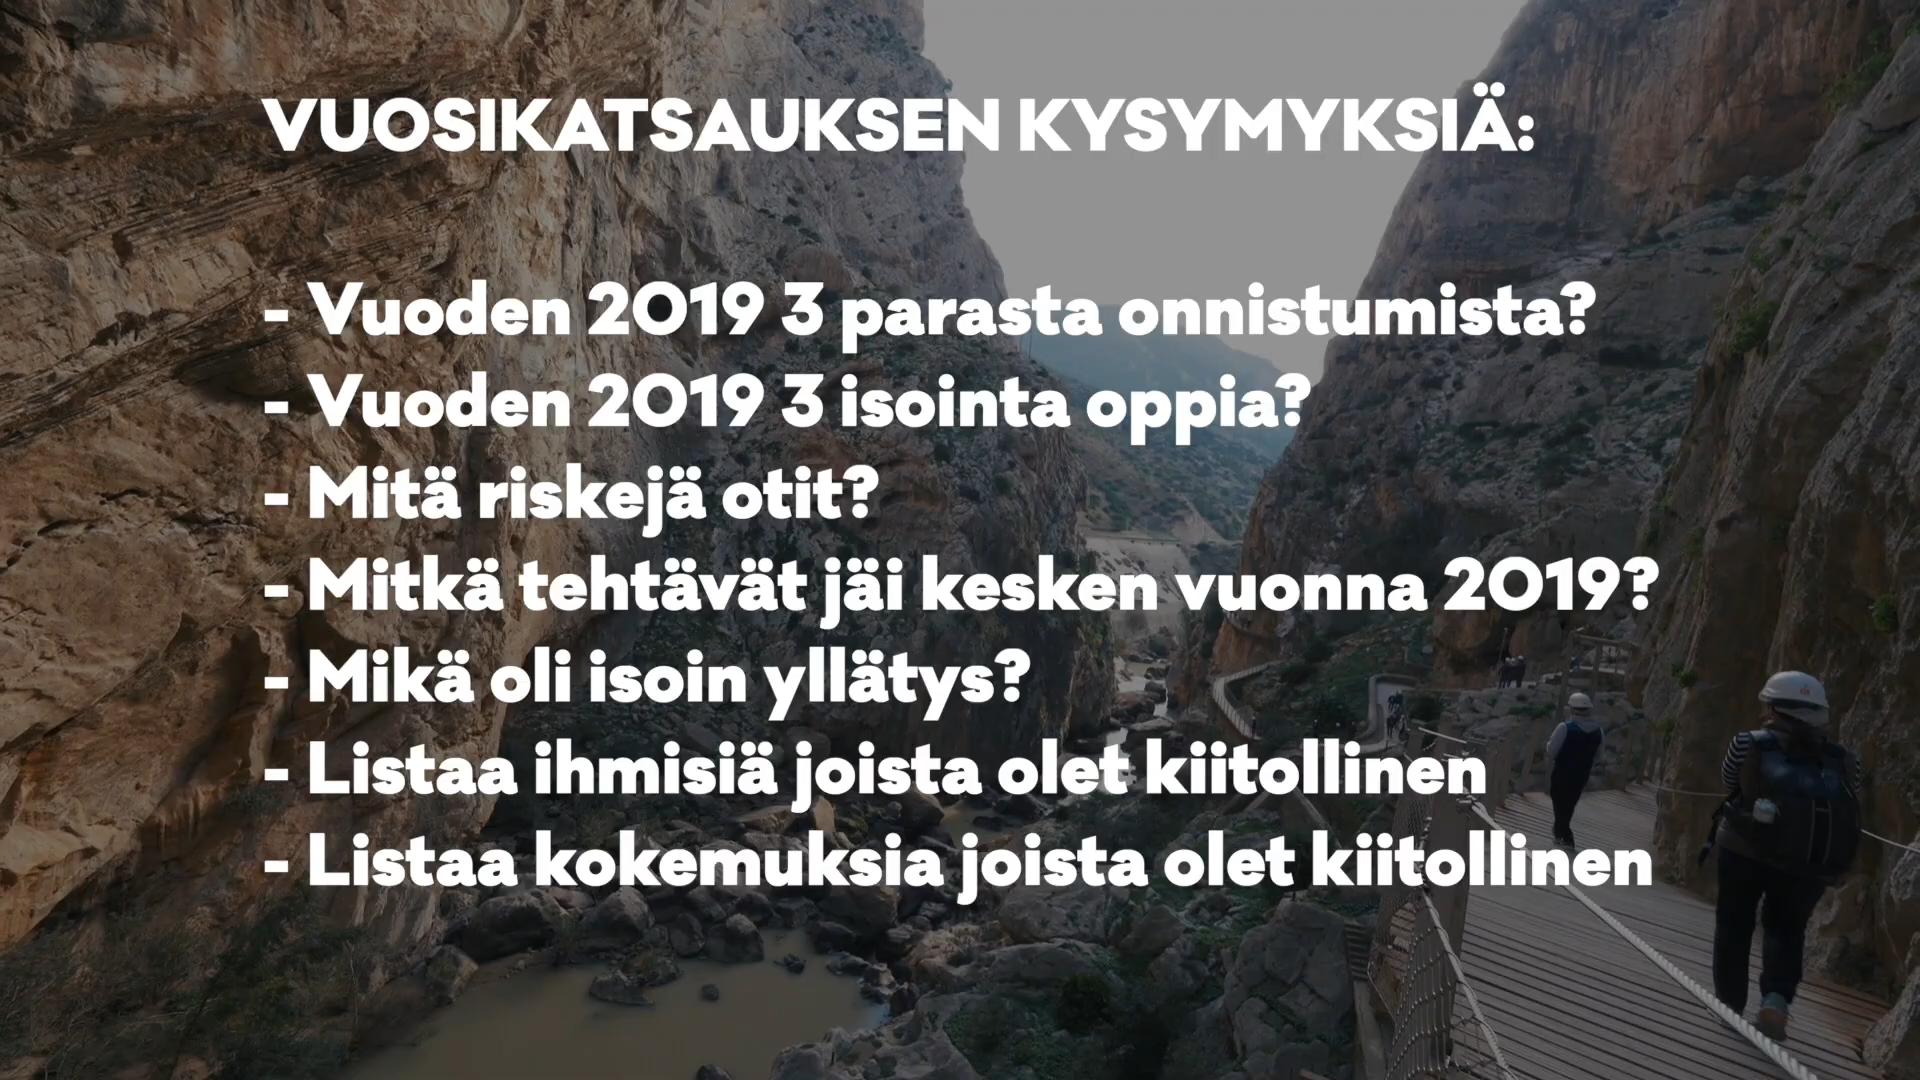 VUOSIKATSAUKSEN KYSYMYKSIÄ:
- Vuoden 2019 3 parasta onnistumista?
- Vuoden 2019 3 isointa oppia?
- Mitä riskejä otit?
- Mitkä tehtävät jäi kesken vuonna 2019?
- Mikä oli isoin yllätys?
- Listaa ihmisiä joista olet kiitollinen
- Listaa kokemuksia joista olet kiitollinen